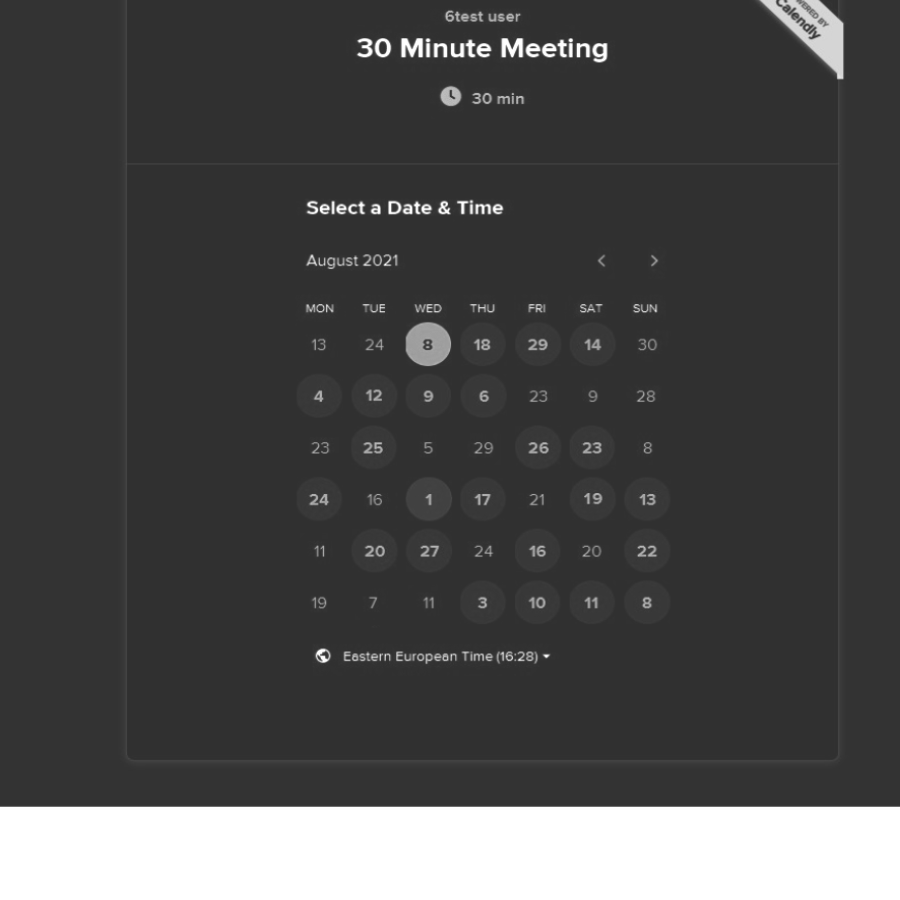 6test user
POWERED BY
Calendly
30 Minute Meeting
30 min
Select a Date & Time
August 2021
MON TUE WED THU FRI SAT SUN
13 24 8 18 29 14 30
4 12 9 6 23 9 28
23 25 5 29 26 23 8
24 16 1 17 21 19 13
11 20 27 24 16 20 22
19 7 11 3 10 11 8
Eastern European Time (16:28)